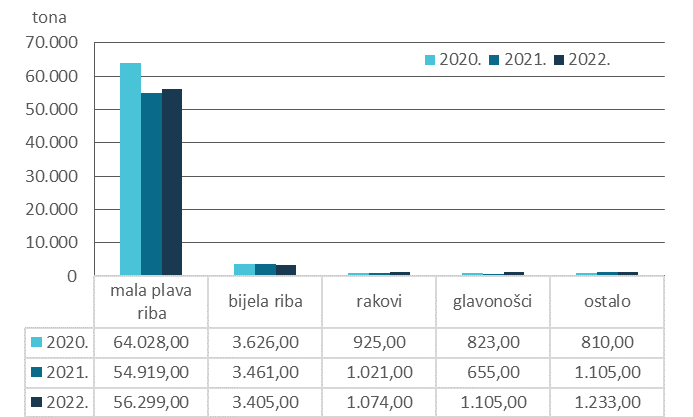 tona
70.000
60.000
50.000
40.000
30.000
20.000
10.000
0
2020. 2021. 2022.
mala plava riba bijela riba rakovi glavonošci ostalo
2020. 64.028,00 3.626,00 925,00 823,00 810,00
2021. 54.919,00 3.461,00 1.021,00 655,00 1.105,00
2022. 56.299,00 3.405,00 1.074,00 1.105,00 1.233,00